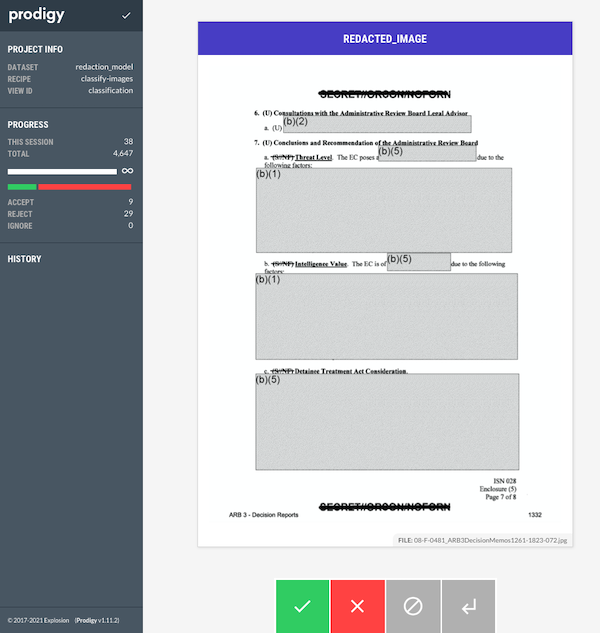 prodigy
PROJECT INFO
DATASET redaction_model
RECIPE classify-images
VIEW ID classification
PROGRESS
THIS SESSION 38
TOTAL 4,647
∞
ACCEPT 9
REJECT 29
IGNORE 0
HISTORY
© 2017-2021 Explosion (Prodigy v1.11.2)
REDACTED_IMAGE
SECRET//ORCON/NOFORN
6. (U) Consultations with the Administrative Review Board Legal Advisor
a. (U) (b)(2)
7. (U) Conclusions and Recommendation of the Administrative Review Board
a. (S//NF) Threat Level. The EC poses a (b)(5) due to the
following factors:
(b)(1)
b. (S//NF) Intelligence Value. The EC is of (b)(5) due to the following
factors:
(b)(1)
c. (S//NF) Detainee Treatment Act Consideration.
(b)(5)
ISN 028
Enclosure (5)
Page 7 of 8
SECRET//ORCON/NOFORN
ARB 3 - Decision Reports 1332
FILE: 08-F-0481_ARB3DecisionMemos1261-1823-072.jpg